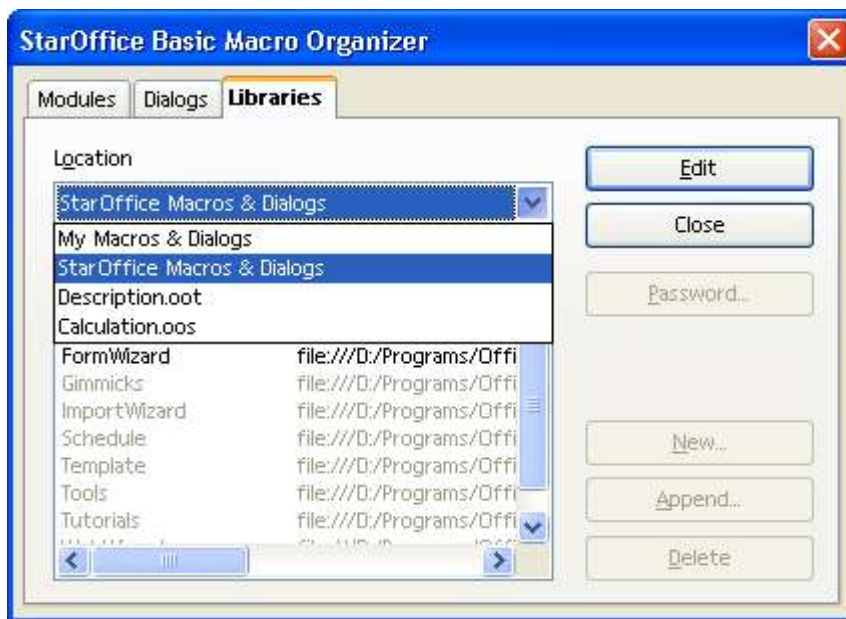 StarOffice Basic Macro Organizer
Modules Dialogs Libraries
Location
StarOffice Macros & Dialogs
My Macros & Dialogs
StarOffice Macros & Dialogs
Description.oot
Calculation.oos
FormWizard file:///D:/Programs/Offi
Gimmicks file:///D:/Programs/Offi
ImportWizard file:///D:/Programs/Offi
Schedule file:///D:/Programs/Offi
Template file:///D:/Programs/Offi
Tools file:///D:/Programs/Offi
Tutorials file:///D:/Programs/Offi
Edit
Close
Password...
New...
Append...
Delete